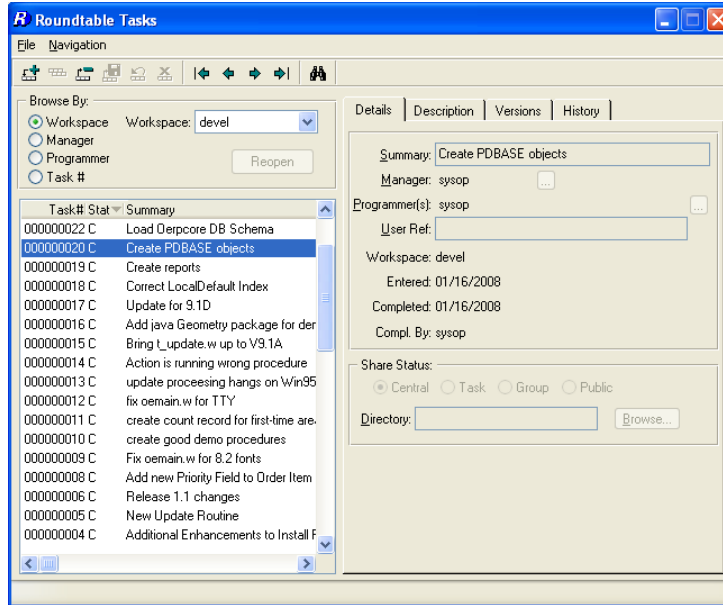 Roundtable Tasks
File Navigation
Browse By:
Workspace Workspace: devel
Manager
Programmer Reopen
Task #
Task# Stat Summary
000000022 C Load Oerpcore DB Schema
000000020 C Create PDBASE objects
000000019 C Create reports
000000018 C Correct LocalDefault Index
000000017 C Update for 9.1D
000000016 C Add java Geometry package for der
000000015 C Bring t_update.w up to V9.1A
000000014 C Action is running wrong procedure
000000013 C update proceesing hangs on Win95
000000012 C fix oemain.w for TTY
000000011 C create count record for first-time are
000000010 C create good demo procedures
000000009 C Fix oemain.w for 8.2 fonts
000000008 C Add new Priority Field to Order Item
000000006 C Release 1.1 changes
000000005 C New Update Routine
000000004 C Additional Enhancements to Install F
Details Description Versions History
Summary: Create PDBASE objects
Manager: sysop ...
Programmer(s): sysop ...
User Ref:
Workspace: devel
Entered: 01/16/2008
Completed: 01/16/2008
Compl. By: sysop
Share Status:
Central Task Group Public
Directory: Browse...